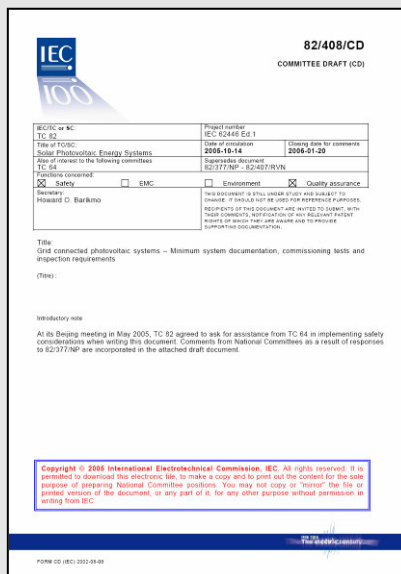 82/408/CD
COMMITTEE DRAFT (CD)
IEC
100
IEC/TC or SC:
TC 82
Project number
IEC 62446 Ed.1
Title of TC/SC:
Solar Photovoltaic Energy Systems
Date of circulation
2005-10-14
Closing date for comments
2006-01-20
Also of interest to the following committees
TC 64
Supersedes document
82/377/NP - 82/407/RVN
Functions concerned:
Safety
EMC
Environment
Quality assurance
Secretary:
Howard O. Barikmo
THIS DOCUMENT IS STILL UNDER STUDY AND SUBJECT TO
CHANGE. IT SHOULD NOT BE USED FOR REFERENCE PURPOSES.
RECIPIENTS OF THIS DOCUMENT ARE INVITED TO SUBMIT, WITH
THEIR COMMENTS, NOTIFICATION OF ANY RELEVANT PATENT
RIGHTS OF WHICH THEY ARE AWARE AND TO PROVIDE
SUPPORTING DOCUMENTATION.
Title:
Grid connected photovoltaic systems – Minimum system documentation, commissioning tests and
inspection requirements
(Titre) :
Introductory note
At its Beijing meeting in May 2005, TC 82 agreed to ask for assistance from TC 64 in implementing safety
considerations when writing this document. Comments from National Committees as a result of responses
to 82/377/NP are incorporated in the attached draft document.
Copyright © 2005 International Electrotechnical Commission, IEC. All rights reserved. It is
permitted to download this electronic file, to make a copy and to print out the content for the sole
purpose of preparing National Committee positions. You may not copy or "mirror" the file or
printed version of the document, or any part of it, for any other purpose without permission in
writing from IEC.
FORM CD (IEC)